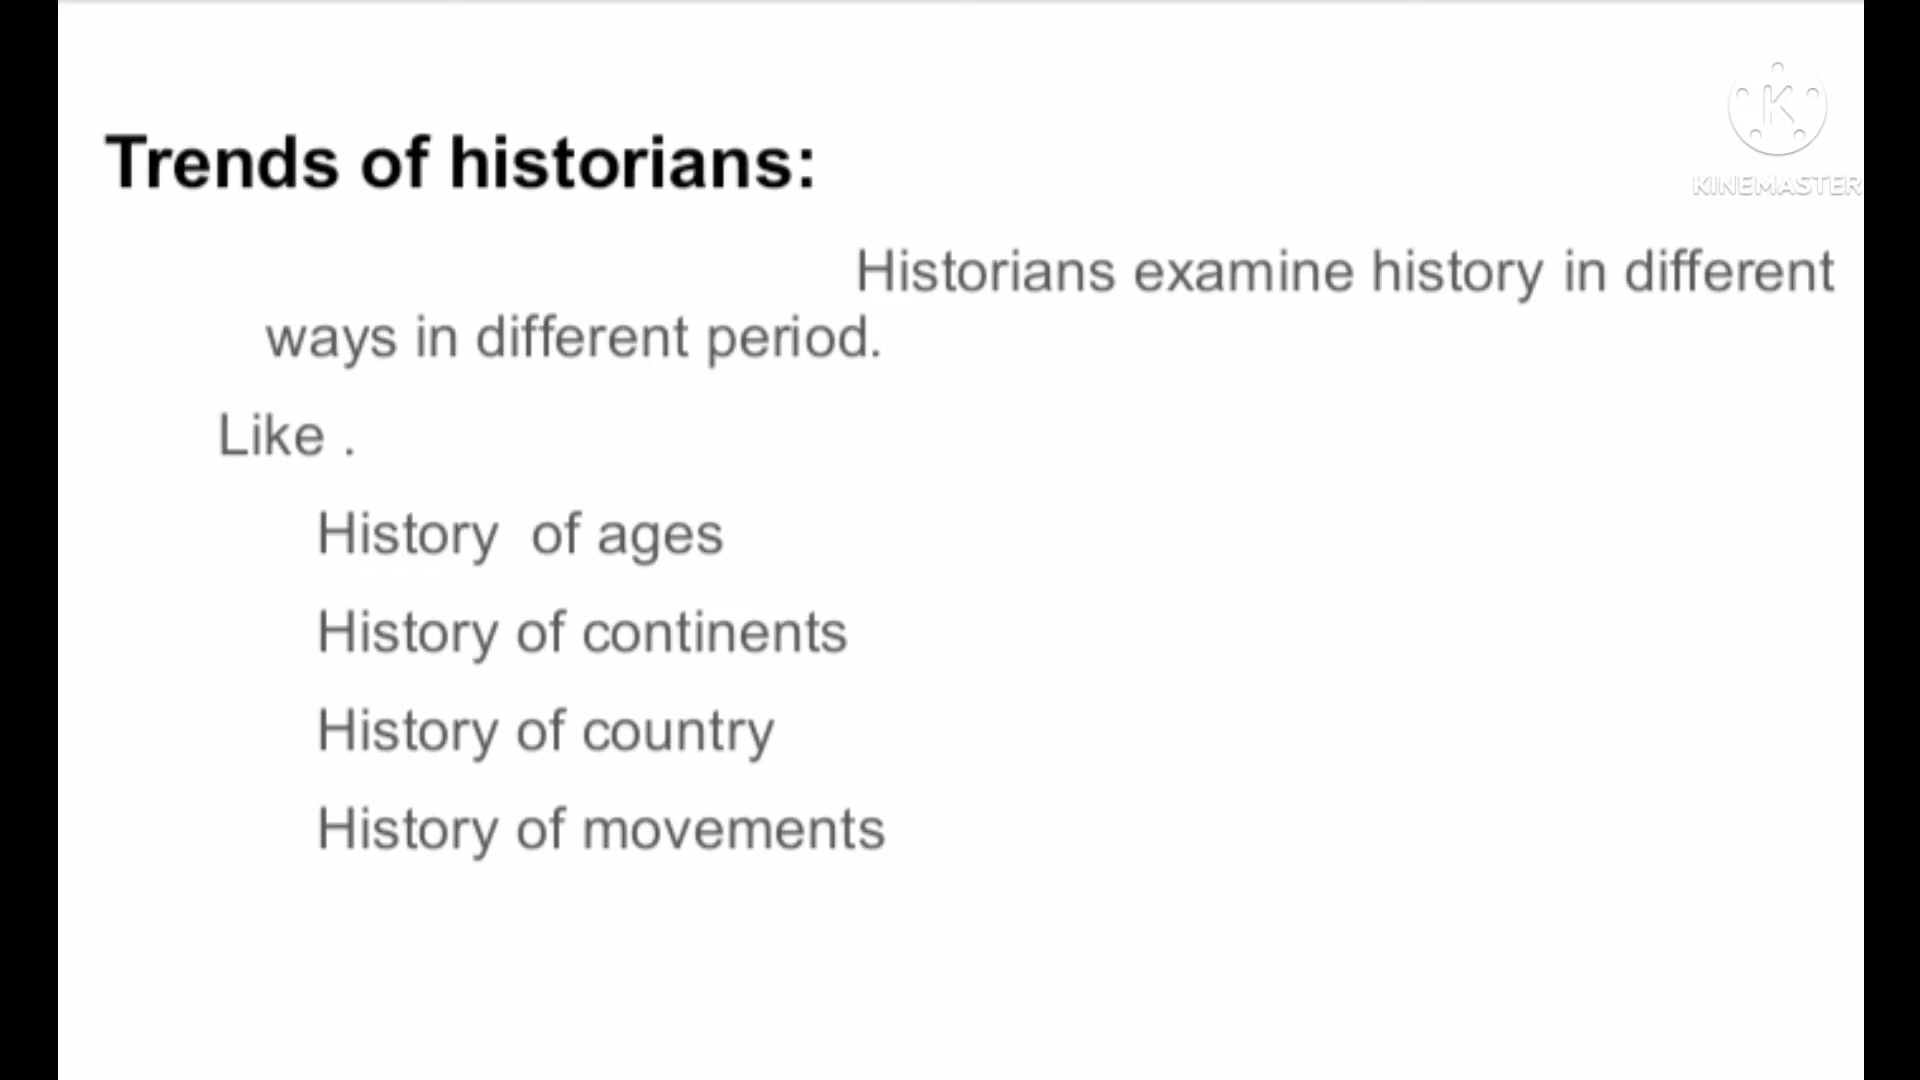 K
KINEMASTER
Trends of historians:
Historians examine history in different
ways in different period.
Like .
History  of ages
History of continents
History of country
History of movements